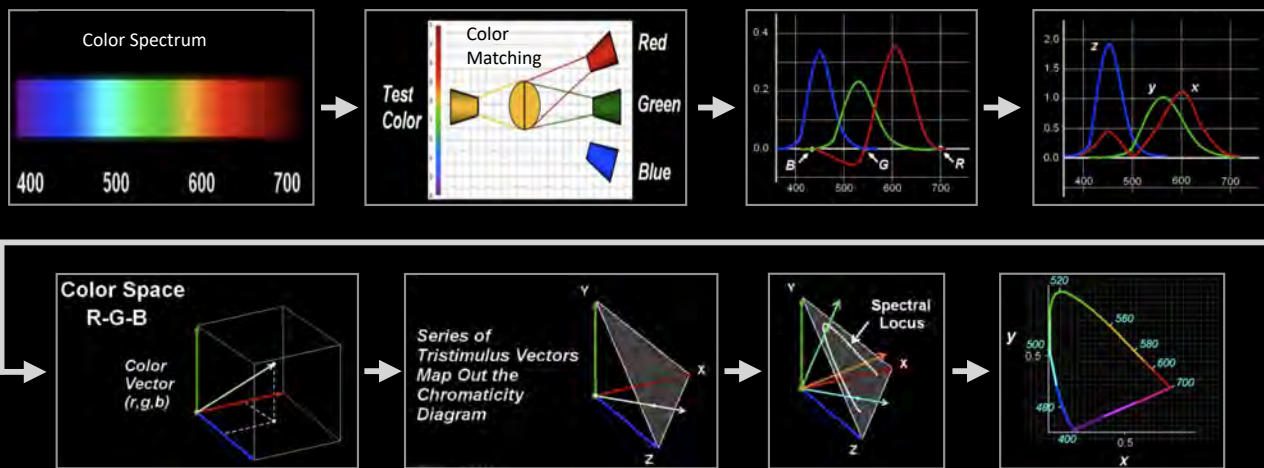 Color Spectrum
400 500 600 700
Color
Matching
Test
Color
Red
Green
Blue
0.4
0.2
0.0
B G R
400 500 600 700
2.0
1.5
1.0
0.5
0.0
z
y x
400 500 600 700
Color Space
R-G-B
Color
Vector
(r,g,b)
Series of
Tristimulus Vectors
Map Out the
Chromaticity
Diagram
Y
X
Z
Spectral
Locus
Y
X
Z
520
560
580
600
700
500
480
400
y
0.5
0.5
x